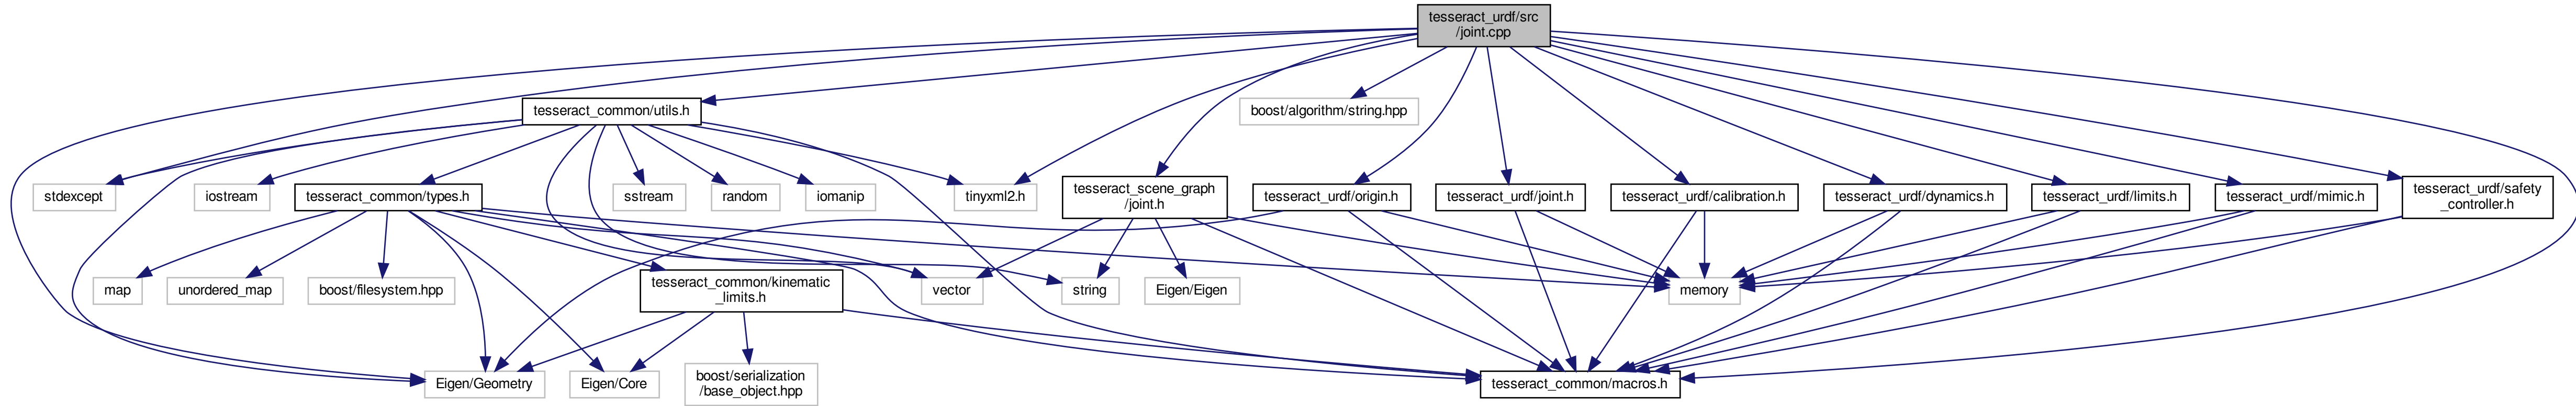 tesseract_urdf/src
/joint.cpp
tesseract_common/utils.h
boost/algorithm/string.hpp
stdexcept
iostream
tesseract_common/types.h
sstream
random
iomanip
tinyxml2.h
tesseract_scene_graph
/joint.h
tesseract_urdf/origin.h
tesseract_urdf/joint.h
tesseract_urdf/calibration.h
tesseract_urdf/dynamics.h
tesseract_urdf/limits.h
tesseract_urdf/mimic.h
tesseract_urdf/safety
_controller.h
map
unordered_map
boost/filesystem.hpp
tesseract_common/kinematic
_limits.h
vector
string
Eigen/Eigen
memory
Eigen/Geometry
Eigen/Core
boost/serialization
/base_object.hpp
tesseract_common/macros.h